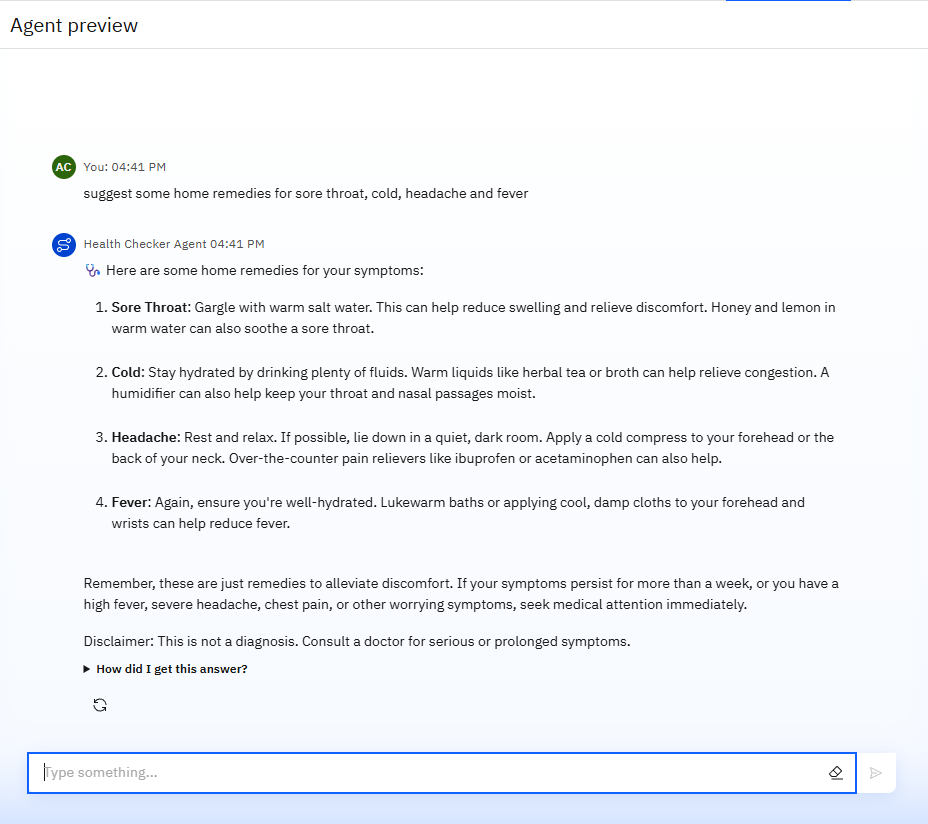 Agent preview
AC
You: 04:41 PM
suggest some home remedies for sore throat, cold, headache and fever
Health Checker Agent 04:41 PM
🩺 Here are some home remedies for your symptoms:
1. Sore Throat: Gargle with warm salt water. This can help reduce swelling and relieve discomfort. Honey and lemon in
warm water can also soothe a sore throat.
2. Cold: Stay hydrated by drinking plenty of fluids. Warm liquids like herbal tea or broth can help relieve congestion. A
humidifier can also help keep your throat and nasal passages moist.
3. Headache: Rest and relax. If possible, lie down in a quiet, dark room. Apply a cold compress to your forehead or the
back of your neck. Over-the-counter pain relievers like ibuprofen or acetaminophen can also help.
4. Fever: Again, ensure you're well-hydrated. Lukewarm baths or applying cool, damp cloths to your forehead and
wrists can help reduce fever.
Remember, these are just remedies to alleviate discomfort. If your symptoms persist for more than a week, or you have a
high fever, severe headache, chest pain, or other worrying symptoms, seek medical attention immediately.
Disclaimer: This is not a diagnosis. Consult a doctor for serious or prolonged symptoms.
How did I get this answer?
Type something...